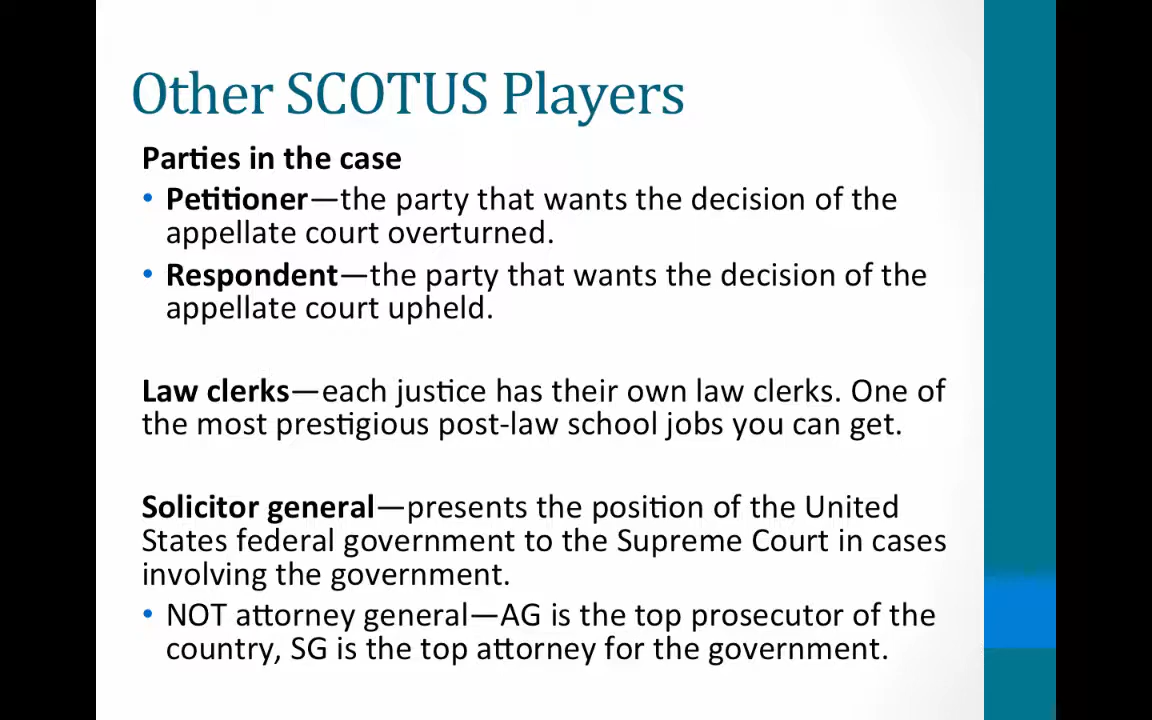 Other SCOTUS Players
Parties in the case
• Petitioner—the party that wants the decision of the
appellate court overturned.
• Respondent—the party that wants the decision of the
appellate court upheld.
Law clerks—each justice has their own law clerks. One of
the most prestigious post-law school jobs you can get.
Solicitor general—presents the position of the United
States federal government to the Supreme Court in cases
involving the government.
• NOT attorney general—AG is the top prosecutor of the
country, SG is the top attorney for the government.